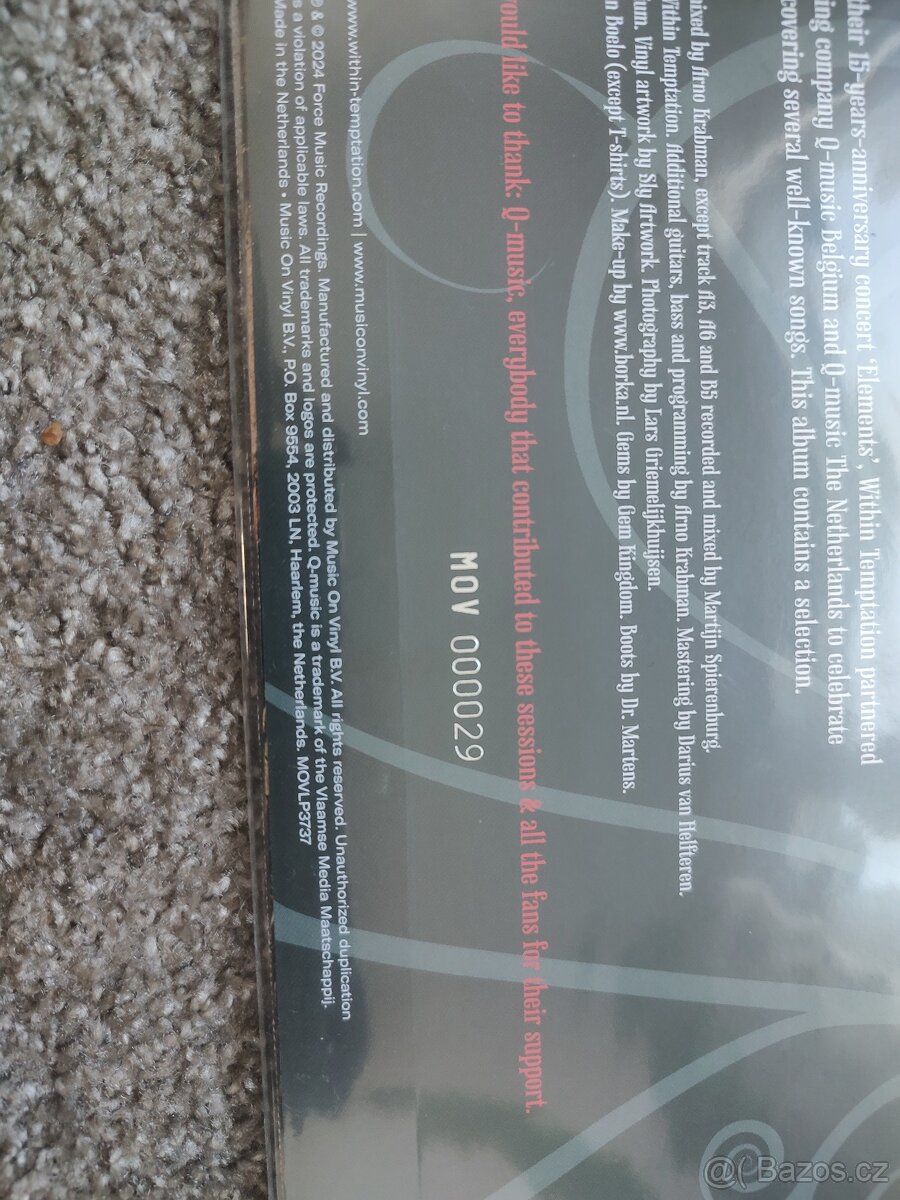 their 15-years-anniversary concert 'Elements', Within Temptation partnered
company Q-music Belgium and Q-music The Netherlands to celebrate
covering several well-known songs. This album contains a selection.
mixed by Arno Krabman, except track A3, A6 and B5 recorded and mixed by Martijn Spierenburg.
Within Temptation. Additional guitars, bass and programming by Arno Krabman. Mastering by Darius van Helfteren.
Vinyl artwork by Sly Artwork. Photography by Lars Griemelijkhuijsen.
Boelo (except T-shirts). Make-up by www.borka.nl. Gems by Gem Kingdom. Boots by Dr. Martens.
would like to thank: Q-music, everybody that contributed to these sessions & all the fans for their support.
MOV 000029
www.within-temptation.com | www.musiconvinyl.com
℗ & © 2024 Force Music Recordings. Manufactured and distributed by Music On Vinyl B.V. All rights reserved. Unauthorized duplication
is a violation of applicable laws. All trademarks and logos are protected. Q-music is a trademark of the Vlaamse Media Maatschappij.
Made in the Netherlands • Music On Vinyl B.V., P.O. Box 9554, 2003 LN, Haarlem, the Netherlands. MOVLP3737
@( Bazos.cz